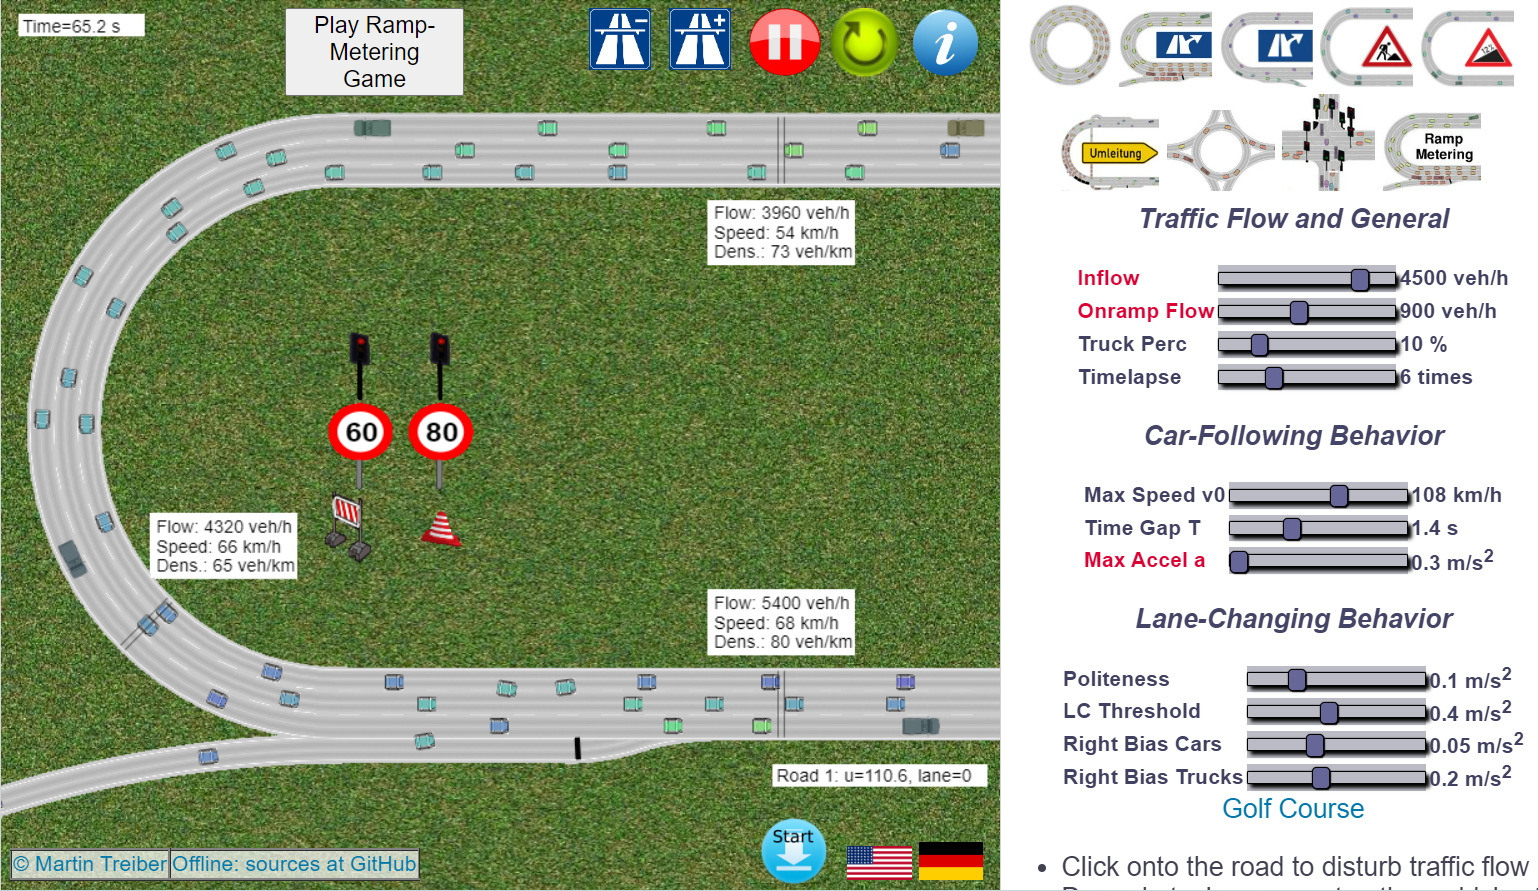 Time=65.2 s
Play Ramp-
Metering
Game
i
12%
Umleitung
Ramp
Metering
Traffic Flow and General
Inflow 4500 veh/h
Onramp Flow 900 veh/h
Truck Perc 10 %
Timelapse 6 times
Flow: 3960 veh/h
Speed: 54 km/h
Dens.: 73 veh/km
60
80
Car-Following Behavior
Max Speed v0 108 km/h
Time Gap T 1.4 s
Max Accel a 0.3 m/s²
Flow: 4320 veh/h
Speed: 66 km/h
Dens.: 65 veh/km
Flow: 5400 veh/h
Speed: 68 km/h
Dens.: 80 veh/km
Lane-Changing Behavior
Politeness 0.1 m/s²
LC Threshold 0.4 m/s²
Right Bias Cars 0.05 m/s²
Right Bias Trucks 0.2 m/s²
Road 1: u=110.6, lane=0
Golf Course
Start
© Martin Treiber
Offline: sources at GitHub
• Click onto the road to disturb traffic flow